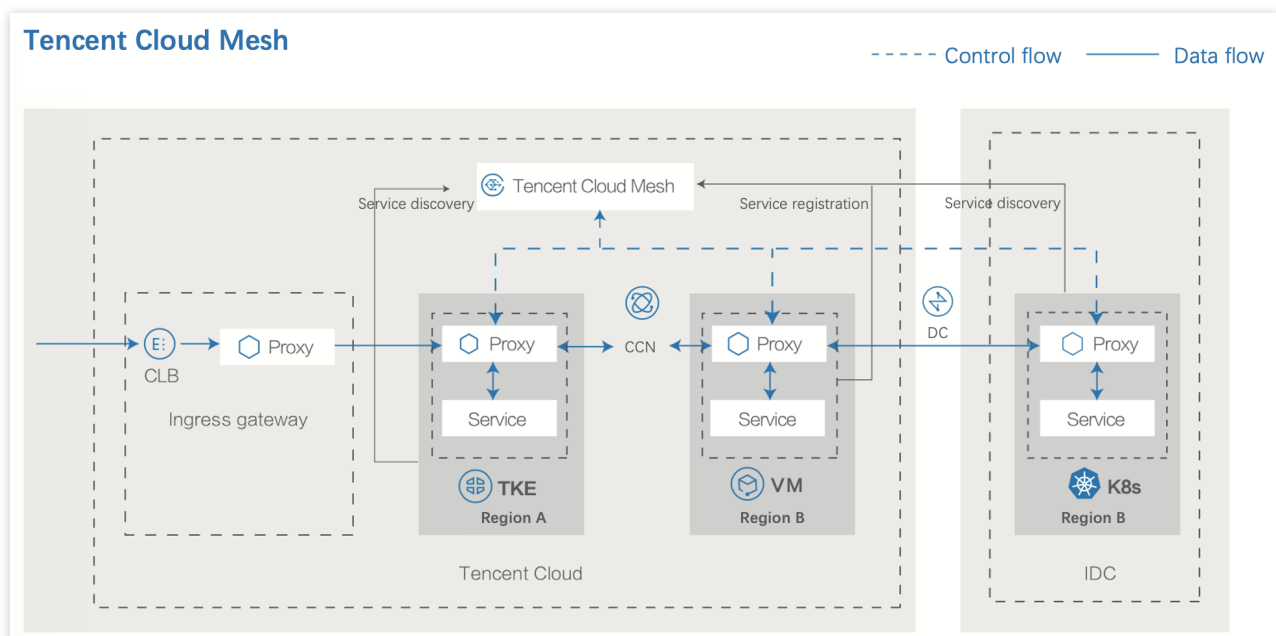 Tencent Cloud Mesh
Control flow
Data flow
Tencent Cloud Mesh
Service discovery
Service registration
Service discovery
CLB
Proxy
Ingress gateway
Proxy
Service
TKE
Region A
CCN
Proxy
Service
VM
Region B
DC
Proxy
Service
K8s
Region B
Tencent Cloud
IDC